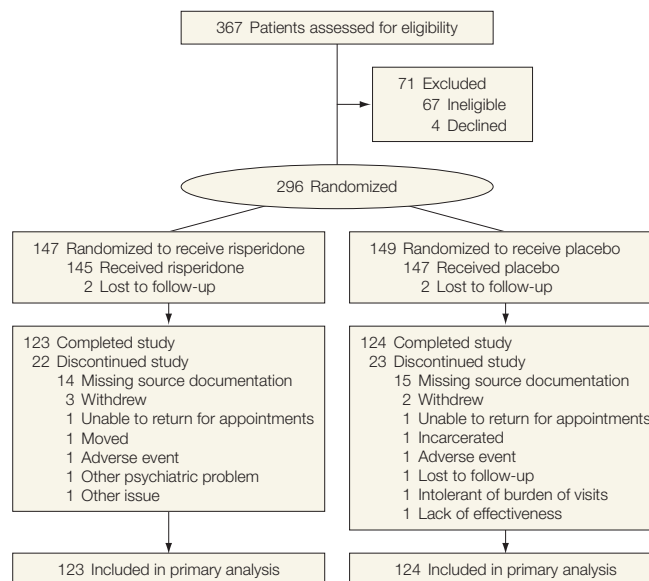 367 Patients assessed for eligibility
71 Excluded
67 Ineligible
4 Declined
296 Randomized
147 Randomized to receive risperidone
145 Received risperidone
2 Lost to follow-up
149 Randomized to receive placebo
147 Received placebo
2 Lost to follow-up
123 Completed study
22 Discontinued study
14 Missing source documentation
3 Withdrew
1 Unable to return for appointments
1 Moved
1 Adverse event
1 Other psychiatric problem
1 Other issue
124 Completed study
23 Discontinued study
15 Missing source documentation
2 Withdrew
1 Unable to return for appointments
1 Incarcerated
1 Adverse event
1 Lost to follow-up
1 Intolerant of burden of visits
1 Lack of effectiveness
123 Included in primary analysis
124 Included in primary analysis